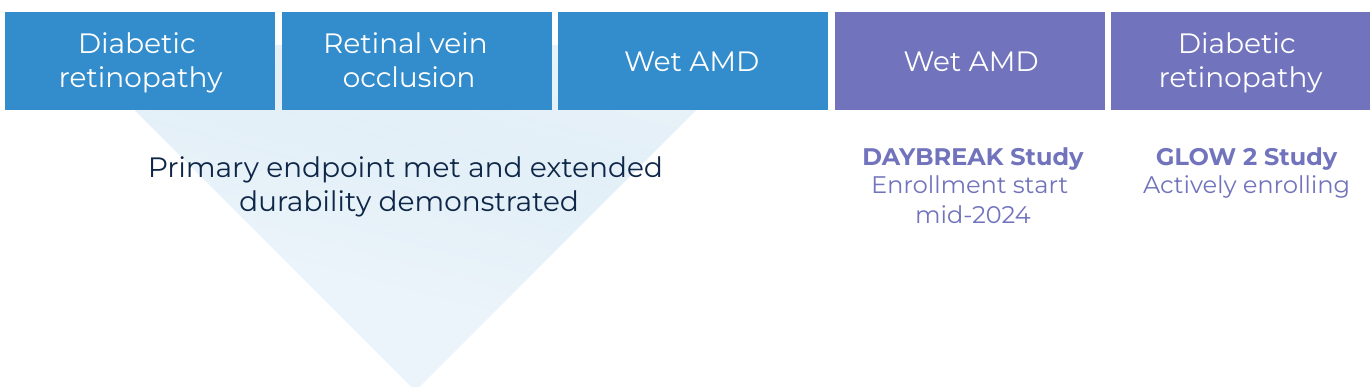 Diabetic
retinopathy
Retinal vein
occlusion
Wet AMD
Wet AMD
Diabetic
retinopathy
Primary endpoint met and extended
durability demonstrated
DAYBREAK Study
Enrollment start
mid-2024
GLOW 2 Study
Actively enrolling